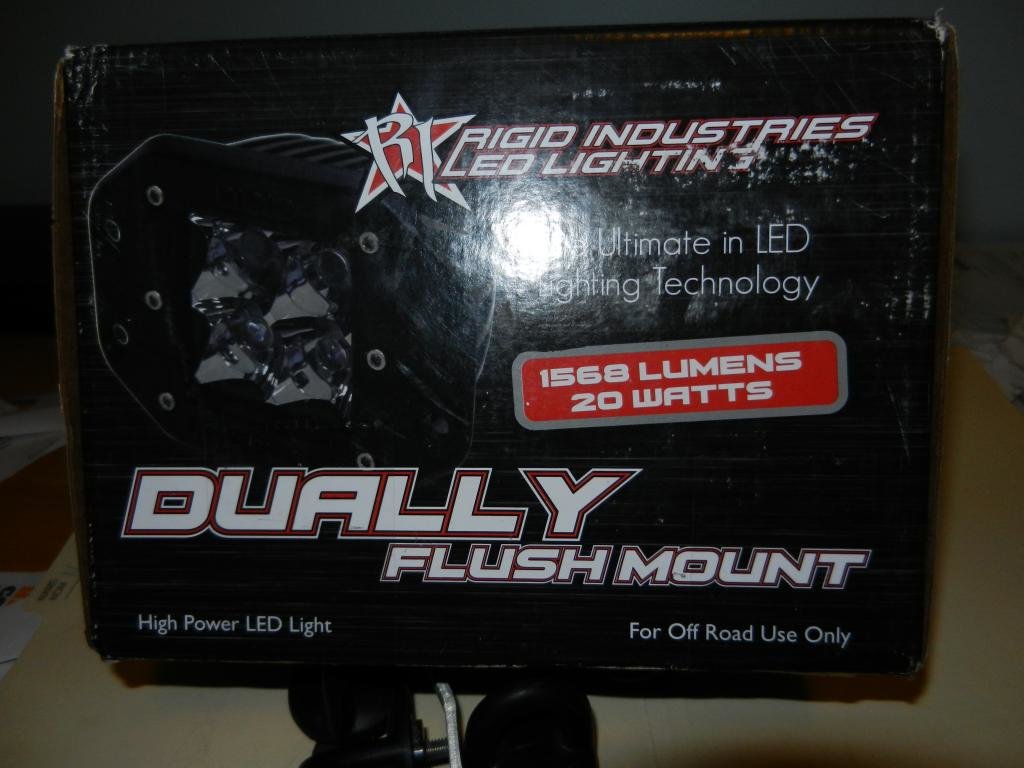 RI RIGID INDUSTRIES
LED LIGHTING
Ultimate in LED
Lighting Technology
1568 LUMENS
20 WATTS
DUALLY
FLUSH MOUNT
High Power LED Light
For Off Road Use Only